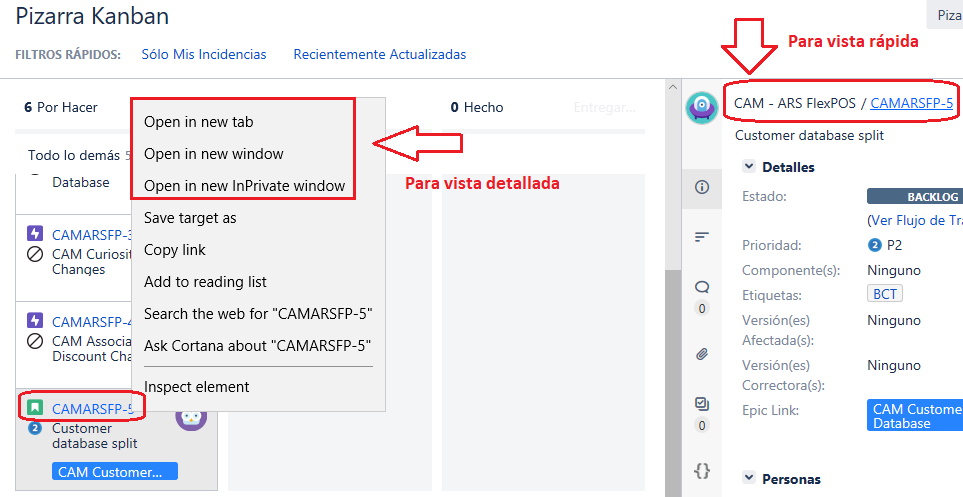 Pizarra Kanban
Piza
FILTROS RÁPIDOS:
Sólo Mis Incidencias
Recientemente Actualizadas
Para vista rápida
6 Por Hacer
0 Hecho
Entregar...
Todo lo demás 5
Database
CAMARSFP-3
CAM Curiosit
Changes
CAMARSFP-4
CAM Associa
Discount Cha
CAMARSFP-5
2
Customer
database split
CAM Customer...
Open in new tab
Open in new window
Open in new InPrivate window
Save target as
Copy link
Add to reading list
Search the web for "CAMARSFP-5"
Ask Cortana about "CAMARSFP-5"
Inspect element
Para vista detallada
CAM - ARS FlexPOS / CAMARSFP-5
Customer database split
Detalles
Estado:
BACKLOG
(Ver Flujo de Tra
Prioridad:
2 P2
Componente(s):
Ninguno
Etiquetas:
BCT
Versión(es)
Afectada(s):
Ninguno
Versión(es)
Correctora(s):
Ninguno
Epic Link:
CAM Custome
Database
Personas
0
0
{}